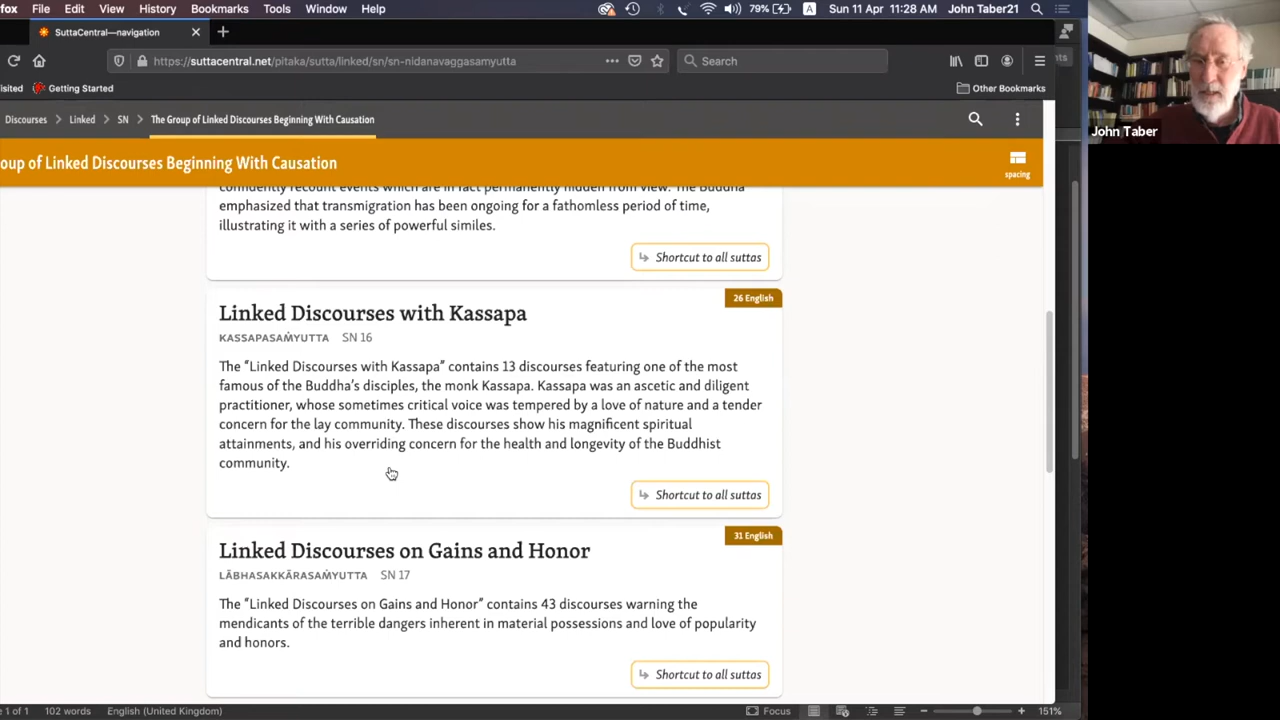 fox File Edit View History Bookmarks Tools Window Help 79% A Sun 11 Apr 11:28 AM John Taber21
SuttaCentral—navigation
https://suttacentral.net/pitaka/sutta/linked/sn/sn-nidanavaggasamyutta Search
isited Getting Started Other Bookmarks
Discourses Linked SN The Group of Linked Discourses Beginning With Causation
oup of Linked Discourses Beginning With Causation
spacing
confidently recount events which are in fact permanently hidden from view. The Buddha
emphasized that transmigration has been ongoing for a fathomless period of time,
illustrating it with a series of powerful similes.
Shortcut to all suttas
26 English
Linked Discourses with Kassapa
KASSAPASAṀYUTTA SN 16
The “Linked Discourses with Kassapa” contains 13 discourses featuring one of the most
famous of the Buddha’s disciples, the monk Kassapa. Kassapa was an ascetic and diligent
practitioner, whose sometimes critical voice was tempered by a love of nature and a tender
concern for the lay community. These discourses show his magnificent spiritual
attainments, and his overriding concern for the health and longevity of the Buddhist
community.
Shortcut to all suttas
31 English
Linked Discourses on Gains and Honor
LĀBHASAKKĀRASAṀYUTTA SN 17
The “Linked Discourses on Gains and Honor” contains 43 discourses warning the
mendicants of the terrible dangers inherent in material possessions and love of popularity
and honors.
Shortcut to all suttas
e 1 of 1 102 words English (United Kingdom) Focus 151%
nts
John Taber